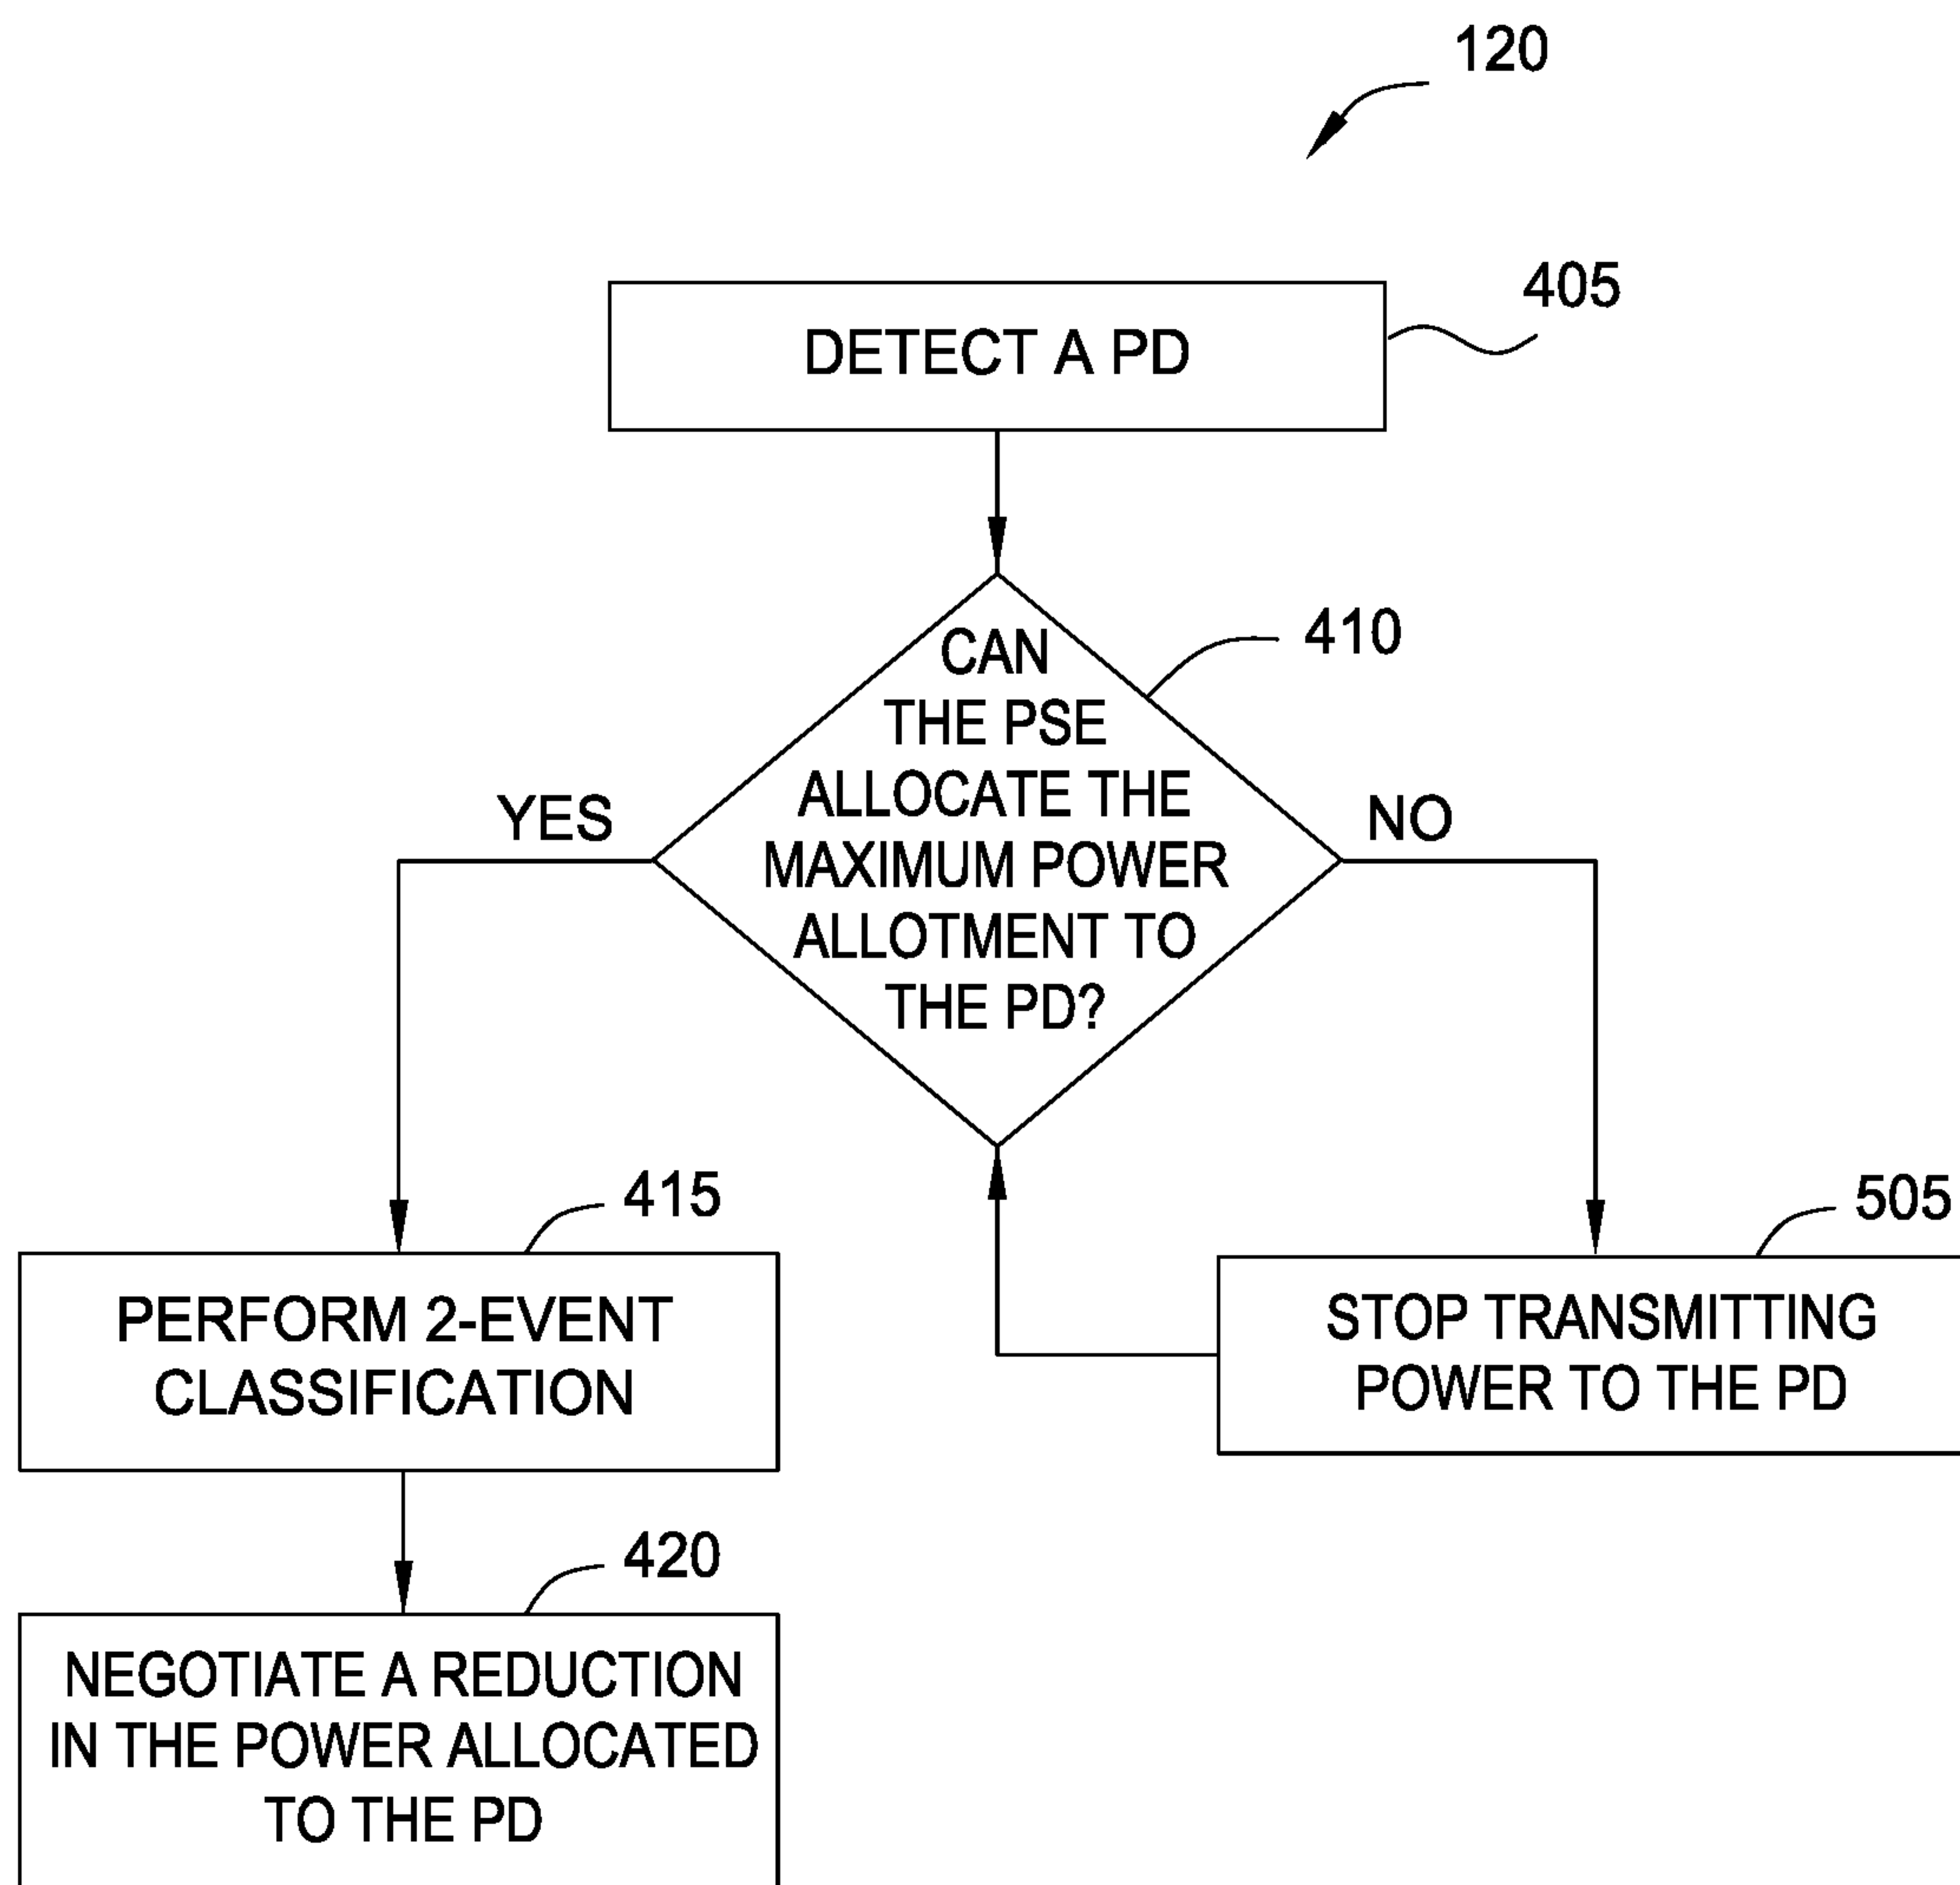 120
DETECT A PD
405
CAN
THE PSE
ALLOCATE THE
MAXIMUM POWER
ALLOTMENT TO
THE PD?
410
YES
NO
415
PERFORM 2-EVENT
CLASSIFICATION
505
STOP TRANSMITTING
POWER TO THE PD
420
NEGOTIATE A REDUCTION
IN THE POWER ALLOCATED
TO THE PD